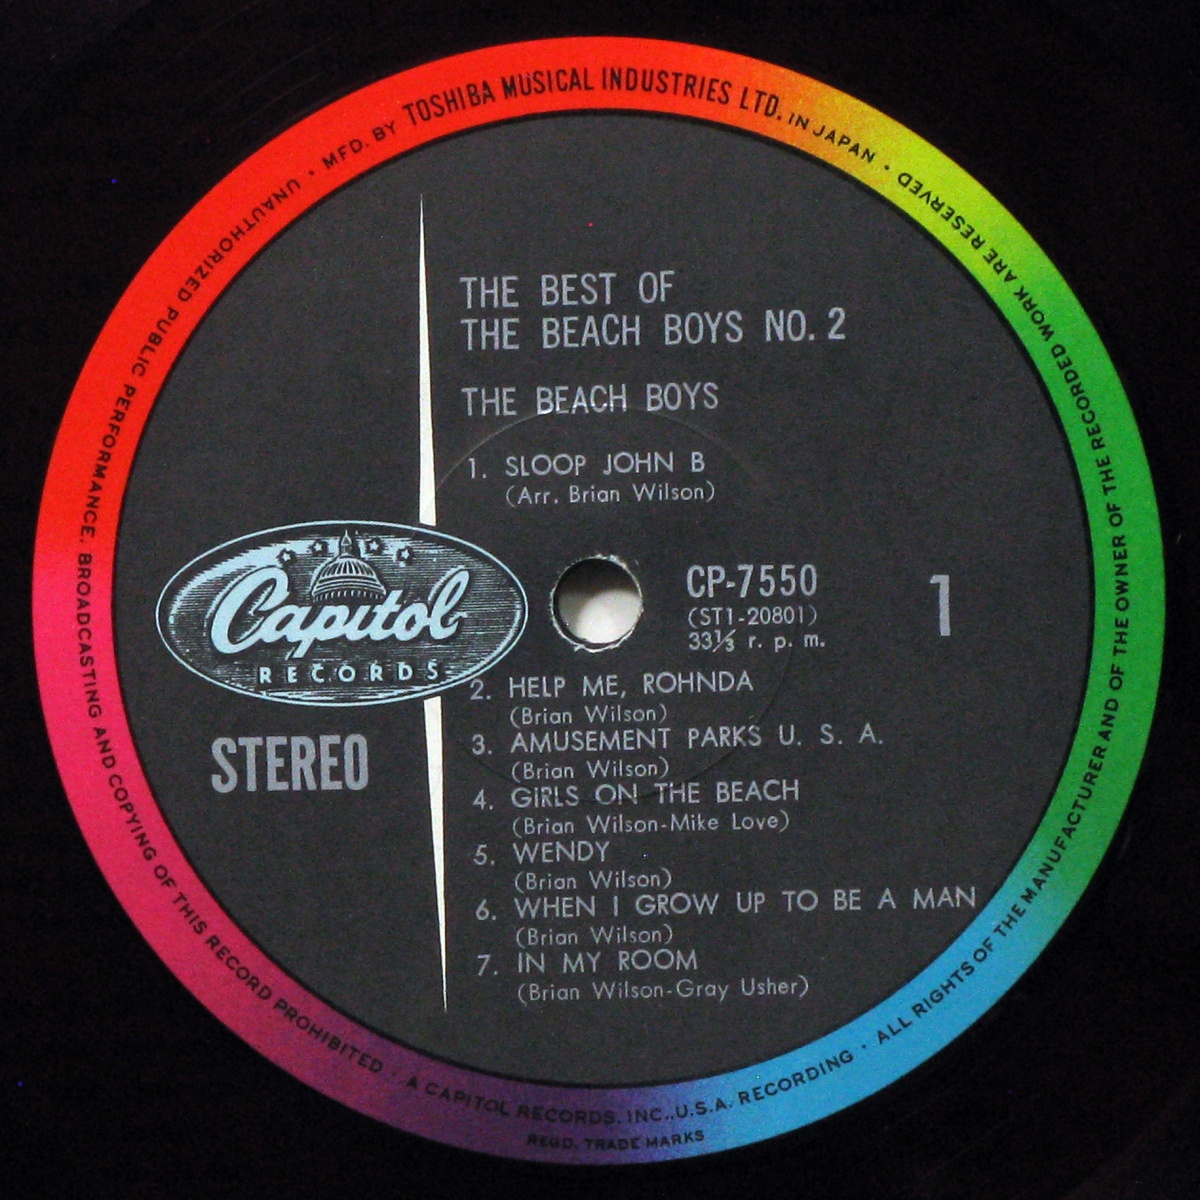 MFD. BY TOSHIBA MUSICAL INDUSTRIES LTD. IN JAPAN ·
THE BEST OF
THE BEACH BOYS NO. 2
THE BEACH BOYS
1. SLOOP JOHN B
(Arr. Brian Wilson)
Capitol
RECORDS
STEREO
CP-7550
(ST1-20801)
33⅓ r. p. m.
1
2. HELP ME, ROHNDA
(Brian Wilson)
3. AMUSEMENT PARKS U. S. A.
(Brian Wilson)
4. GIRLS ON THE BEACH
(Brian Wilson-Mike Love)
5. WENDY
(Brian Wilson)
6. WHEN I GROW UP TO BE A MAN
(Brian Wilson)
7. IN MY ROOM
(Brian Wilson-Gray Usher)
ALL RIGHTS OF THE MANUFACTURER AND OF THE OWNER OF THE RECORDED WORK ARE RESERVED ·
UNAUTHORIZED PUBLIC PERFORMANCE, BROADCASTING AND COPYING OF THIS RECORD PROHIBITED ·
A CAPITOL RECORDS, INC., U.S.A. RECORDING ·
REGD. TRADE MARKS